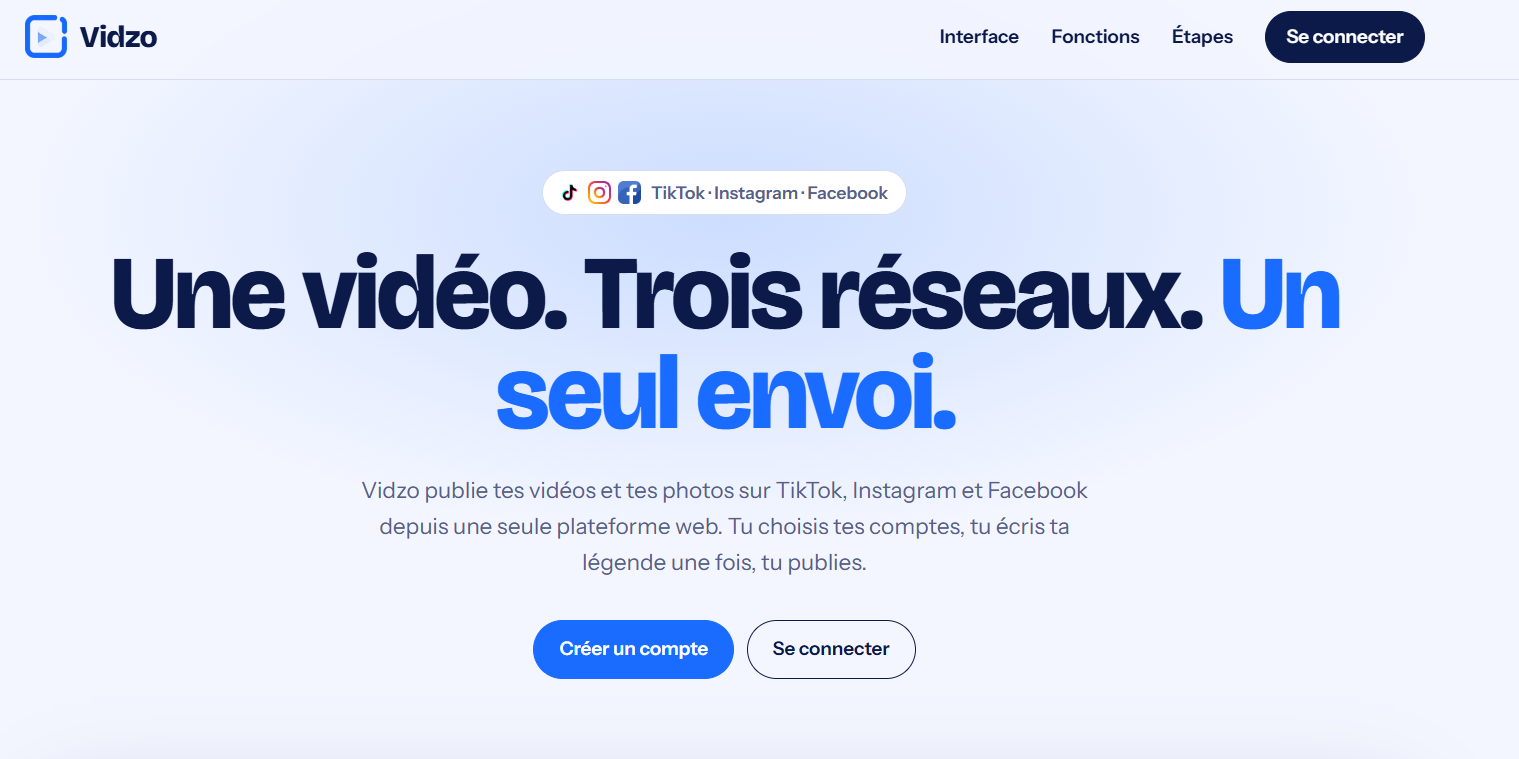 Vidzo
Interface
Fonctions
Étapes
Se connecter
TikTok · Instagram · Facebook
Une vidéo. Trois réseaux. Un
seul envoi.
Vidzo publie tes vidéos et tes photos sur TikTok, Instagram et Facebook
depuis une seule plateforme web. Tu choisis tes comptes, tu écris ta
légende une fois, tu publies.
Créer un compte
Se connecter